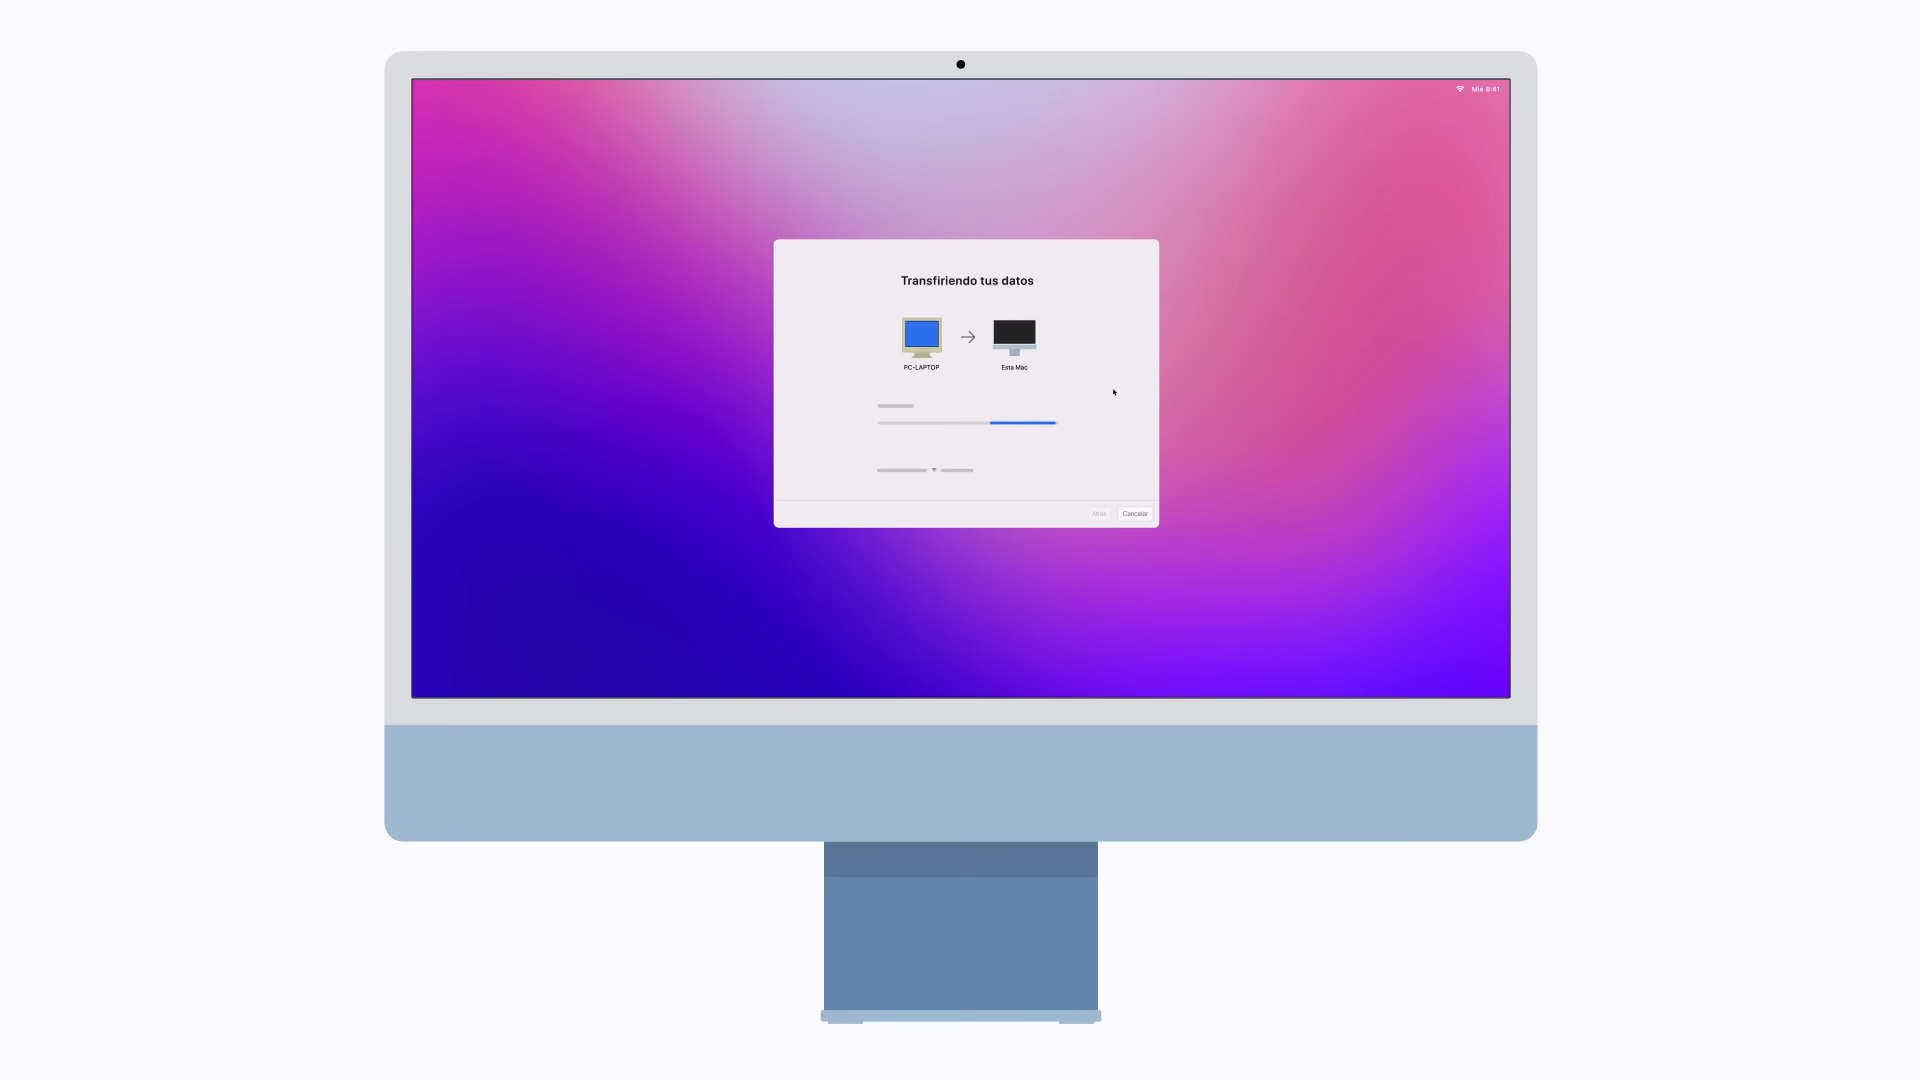 Mié 9:41
Transfiriendo tus datos
PC-LAPTOP
Esta Mac
Atrás
Cancelar